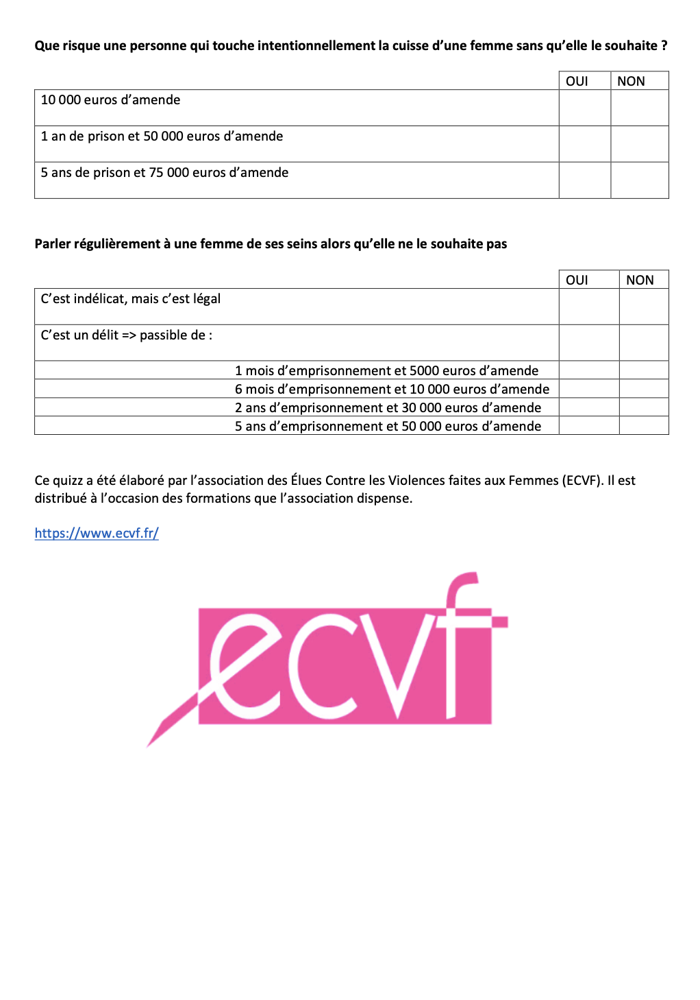 Que risque une personne qui touche intentionnellement la cuisse d’une femme sans qu’elle le souhaite ?
OUI NON
10 000 euros d’amende
1 an de prison et 50 000 euros d’amende
5 ans de prison et 75 000 euros d’amende
Parler régulièrement à une femme de ses seins alors qu’elle ne le souhaite pas
OUI NON
C’est indélicat, mais c’est légal
C’est un délit => passible de :
1 mois d’emprisonnement et 5000 euros d’amende
6 mois d’emprisonnement et 10 000 euros d’amende
2 ans d’emprisonnement et 30 000 euros d’amende
5 ans d’emprisonnement et 50 000 euros d’amende
Ce quizz a été élaboré par l’association des Élues Contre les Violences faites aux Femmes (ECVF). Il est
distribué à l’occasion des formations que l’association dispense.
https://www.ecvf.fr/
ecvf